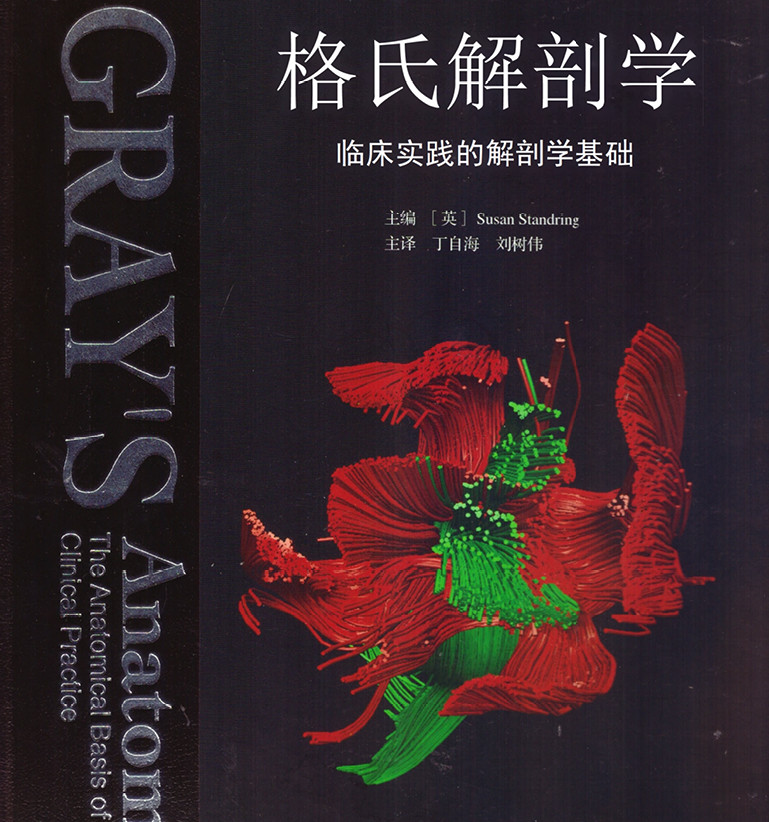 格氏解剖学
临床实践的解剖学基础
主编 [英] Susan Standring
主译 丁自海 刘树伟
GRAY'S Anatom
The Anatomical Basis of
Clinical Practice